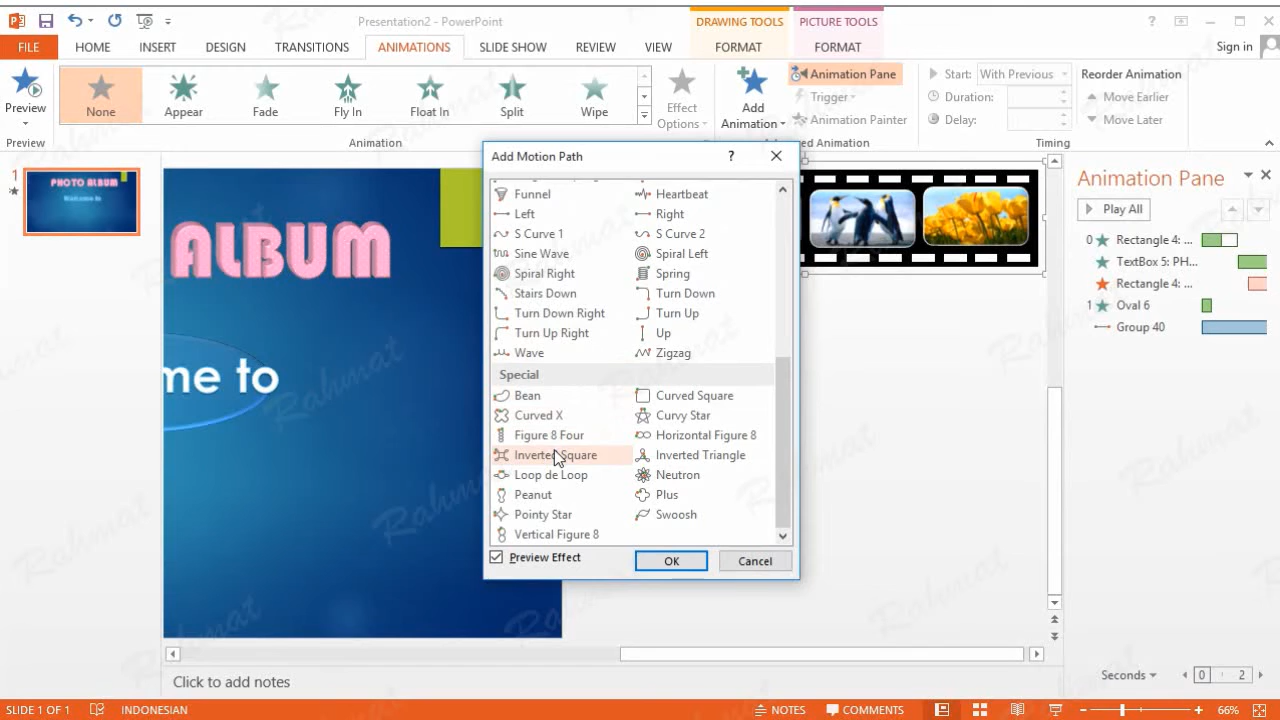 Presentation2 - PowerPoint
DRAWING TOOLS
PICTURE TOOLS
FILE
HOME
INSERT
DESIGN
TRANSITIONS
ANIMATIONS
SLIDE SHOW
REVIEW
VIEW
FORMAT
FORMAT
Sign in
Preview
None
Appear
Fade
Fly In
Float In
Split
Wipe
Effect
Options
Add
Animation
Animation Pane
Trigger
Animation Painter
Start: With Previous
Duration:
Delay:
Reorder Animation
Move Earlier
Move Later
Preview
Animation
ed Animation
Timing
1
PHOTO ALBUM
Welcome to
ALBUM
me to
Add Motion Path
?
Funnel
Heartbeat
Left
Right
S Curve 1
S Curve 2
Sine Wave
Spiral Left
Spiral Right
Spring
Stairs Down
Turn Down
Turn Down Right
Turn Up
Turn Up Right
Up
Wave
Zigzag
Special
Bean
Curved Square
Curved X
Curvy Star
Figure 8 Four
Horizontal Figure 8
Inverted Square
Inverted Triangle
Loop de Loop
Neutron
Peanut
Plus
Pointy Star
Swoosh
Vertical Figure 8
Preview Effect
OK
Cancel
Animation Pane
Play All
0 Rectangle 4: ...
TextBox 5: PH...
Rectangle 4: ...
1 Oval 6
Group 40
Seconds
0
2
Click to add notes
SLIDE 1 OF 1
INDONESIAN
NOTES
COMMENTS
66%
Rahmat